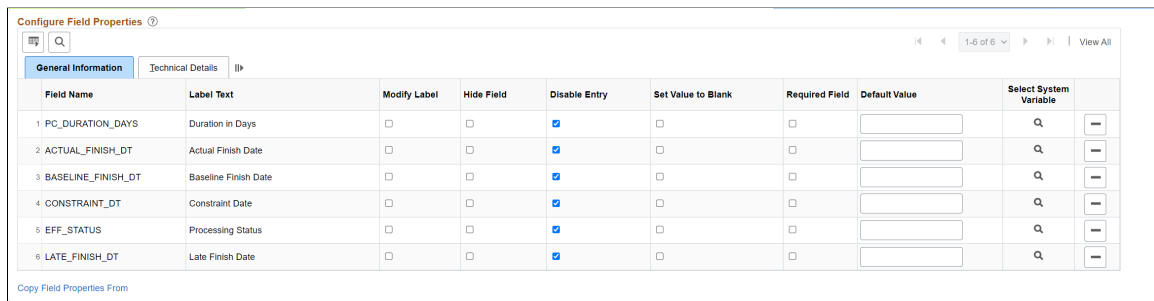 Configure Field Properties ?
1-6 of 6 View All
General Information Technical Details
Field Name Label Text Modify Label Hide Field Disable Entry Set Value to Blank Required Field Default Value Select System Variable
1 PC_DURATION_DAYS Duration in Days
2 ACTUAL_FINISH_DT Actual Finish Date
3 BASELINE_FINISH_DT Baseline Finish Date
4 CONSTRAINT_DT Constraint Date
5 EFF_STATUS Processing Status
6 LATE_FINISH_DT Late Finish Date
Copy Field Properties From